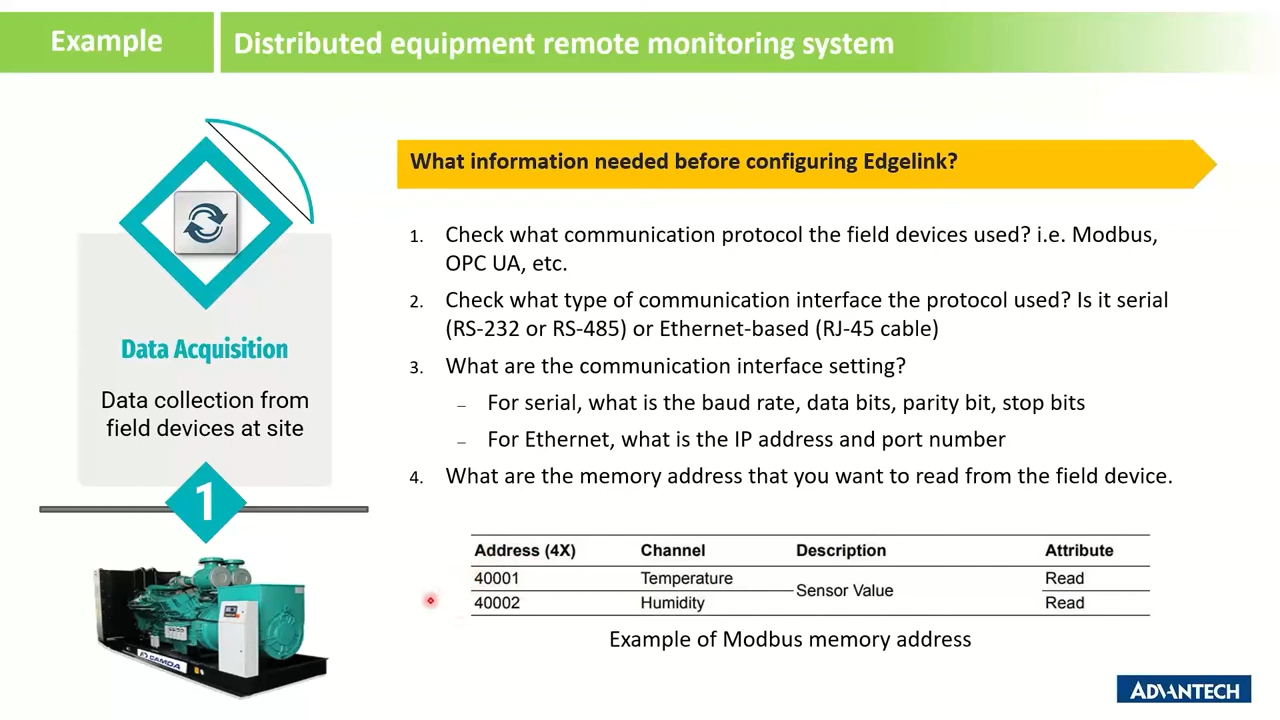 Example
Distributed equipment remote monitoring system
What information needed before configuring Edgelink?
1. Check what communication protocol the field devices used? i.e. Modbus,
OPC UA, etc.
2. Check what type of communication interface the protocol used? Is it serial
(RS-232 or RS-485) or Ethernet-based (RJ-45 cable)
3. What are the communication interface setting?
– For serial, what is the baud rate, data bits, parity bit, stop bits
– For Ethernet, what is the IP address and port number
4. What are the memory address that you want to read from the field device.
Data Acquisition
Data collection from
field devices at site
1
CAMDA
Address (4X) Channel Description Attribute
40001 Temperature Sensor Value Read
40002 Humidity Read
Example of Modbus memory address
ADVANTECH